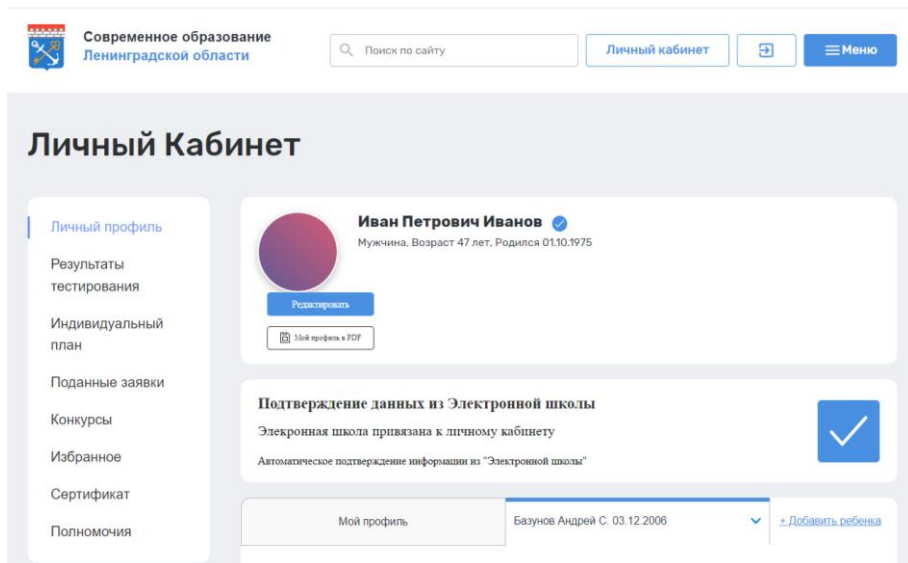 Современное образование
Ленинградской области
Поиск по сайту
Личный кабинет
Меню
Личный Кабинет
Личный профиль
Результаты
тестирования
Индивидуальный
план
Поданные заявки
Конкурсы
Избранное
Сертификат
Полномочия
Иван Петрович Иванов
Мужчина, Возраст 47 лет, Родился 01.10.1975
Редактировать
Мой профиль в PDF
Подтверждение данных из Электронной школы
Элекронная школа привязана к личному кабинету
Автоматическое подтверждение информации из "Электронной школы"
Мой профиль
Базунов Андрей С. 03.12.2006
+ Добавить ребенка